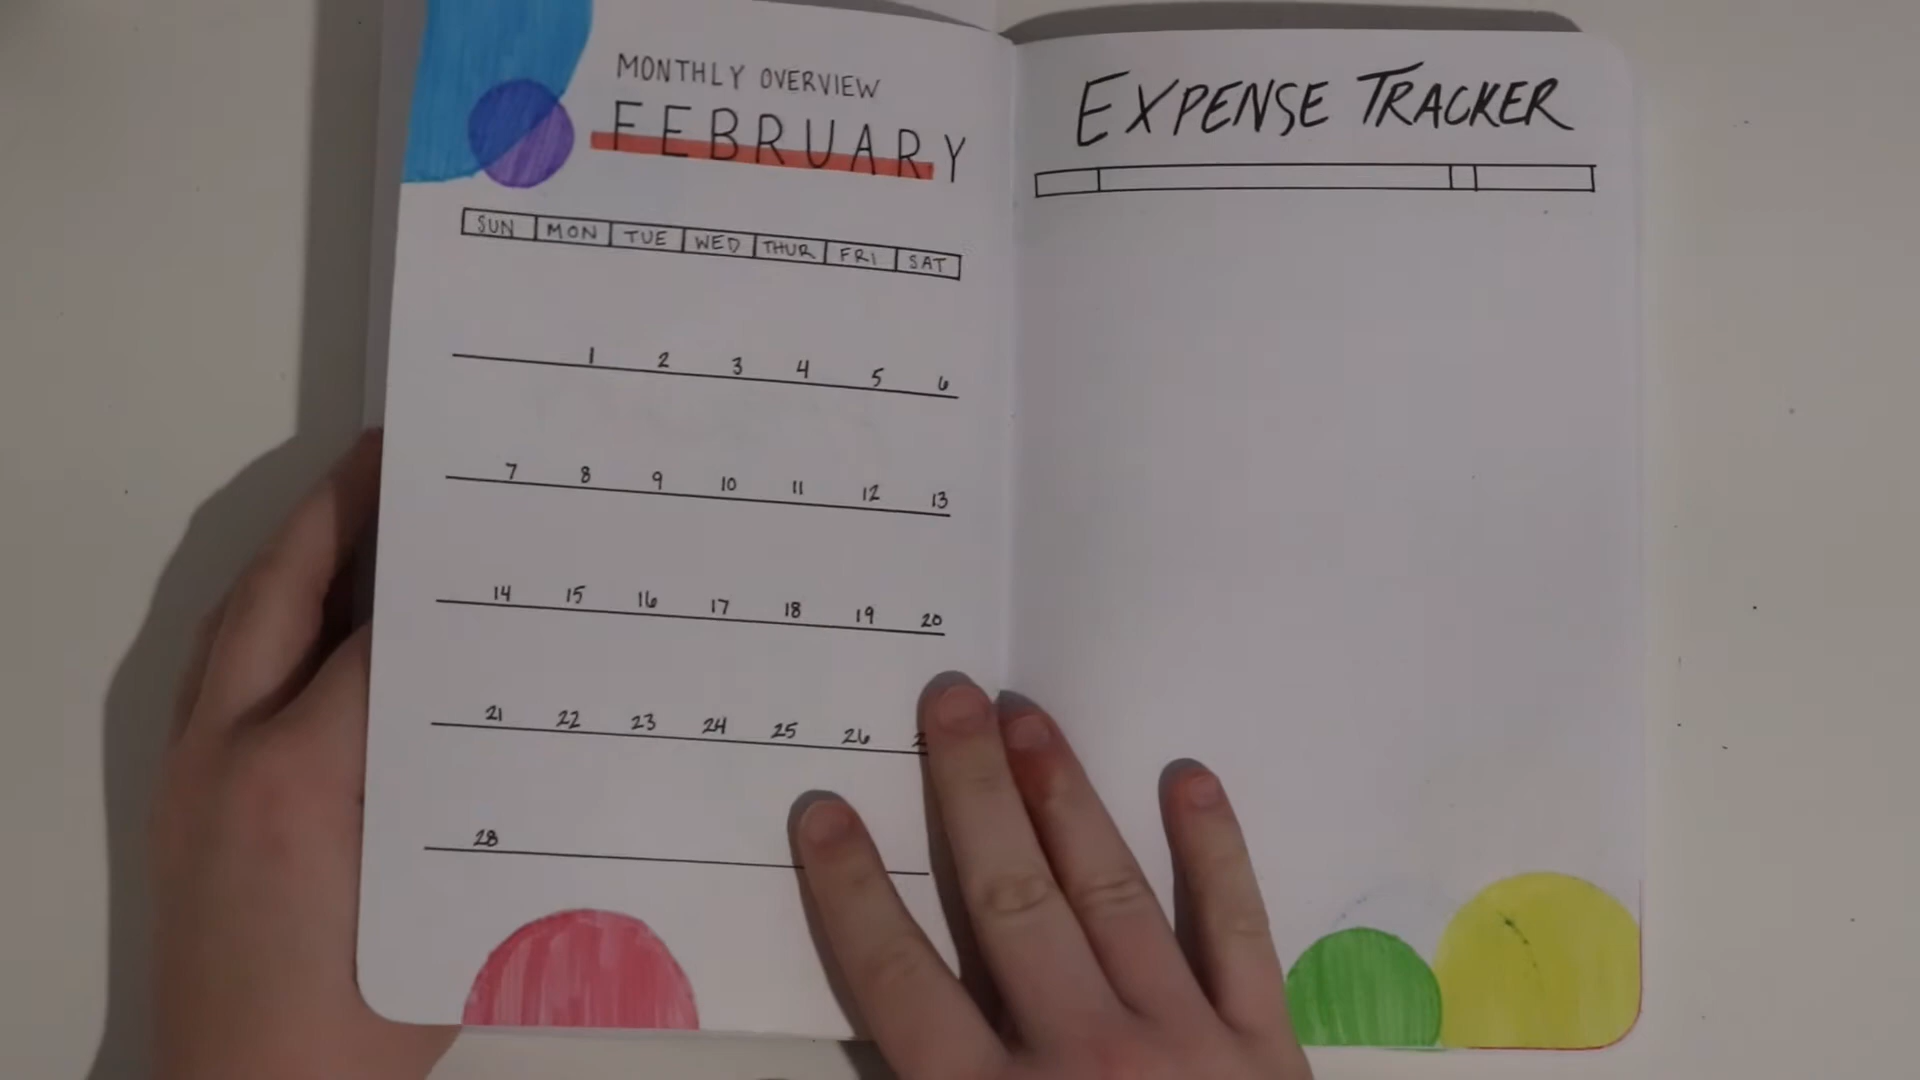 MONTHLY OVERVIEW
FEBRUARY
SUN MON TUE WED THUR FRI SAT
1 2 3 4 5 6
7 8 9 10 11 12 13
14 15 16 17 18 19 20
21 22 23 24 25 26 2
28
EXPENSE TRACKER